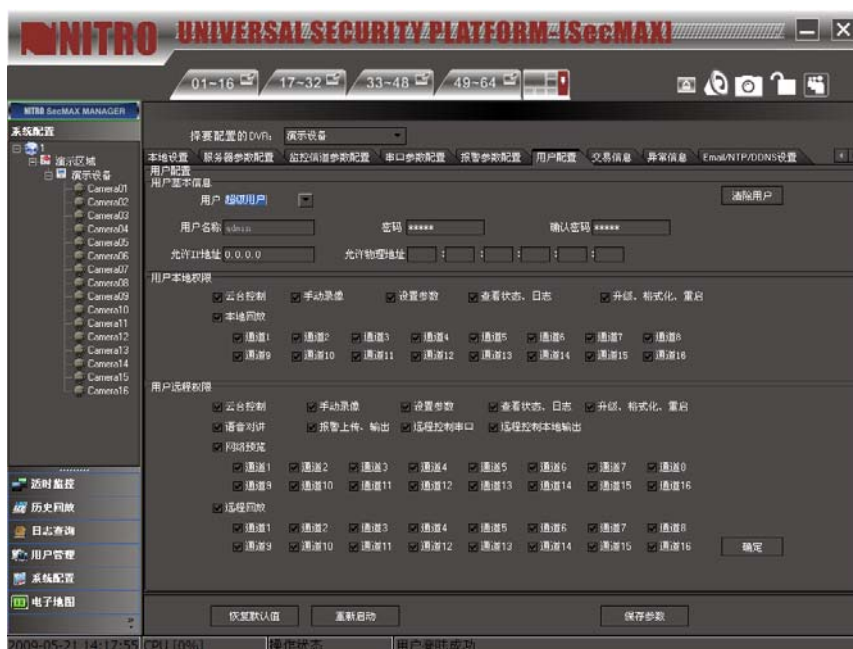 NITRO UNIVERSAL SECURITY PLATFORM-[SecMAX]
01~16 17~32 33~48 49~64
NITRO SecMAX MANAGER
系统配置
1
演示区域
演示设备
Camera01
Camera02
Camera03
Camera04
Camera05
Camera06
Camera07
Camera08
Camera09
Camera10
Camera11
Camera12
Camera13
Camera14
Camera15
Camera16
适时监控
历史回放
日志查询
用户管理
系统配置
电子地图
择要配置的DVR: 演示设备
本地设置 服务器参数配置 监控信道参数配置 串口参数配置 报警参数配置 用户配置 交易信息 异常信息 Email/NTP/DDNS设置
用户配置
用户基本信息
用户 超级用户 清除用户
用户名称 admin 密码 ***** 确认密码 *****
允许IP地址 0.0.0.0 允许物理地址 : : : : :
用户本地权限
云台控制 手动录像 设置参数 查看状态、日志 升级、格式化、重启
本地回放
通道1 通道2 通道3 通道4 通道5 通道6 通道7 通道8
通道9 通道10 通道11 通道12 通道13 通道14 通道15 通道16
用户远程权限
云台控制 手动录像 设置参数 查看状态、日志 升级、格式化、重启
语音对讲 报警上传、输出 远程控制串口 远程控制本地输出
网络预览
通道1 通道2 通道3 通道4 通道5 通道6 通道7 通道8
通道9 通道10 通道11 通道12 通道13 通道14 通道15 通道16
远程回放
通道1 通道2 通道3 通道4 通道5 通道6 通道7 通道8
通道9 通道10 通道11 通道12 通道13 通道14 通道15 通道16 确定
恢复默认值 重新启动 保存参数
2009-05-21 14:17:55 CPU [0%] 操作状态 用户登陆成功